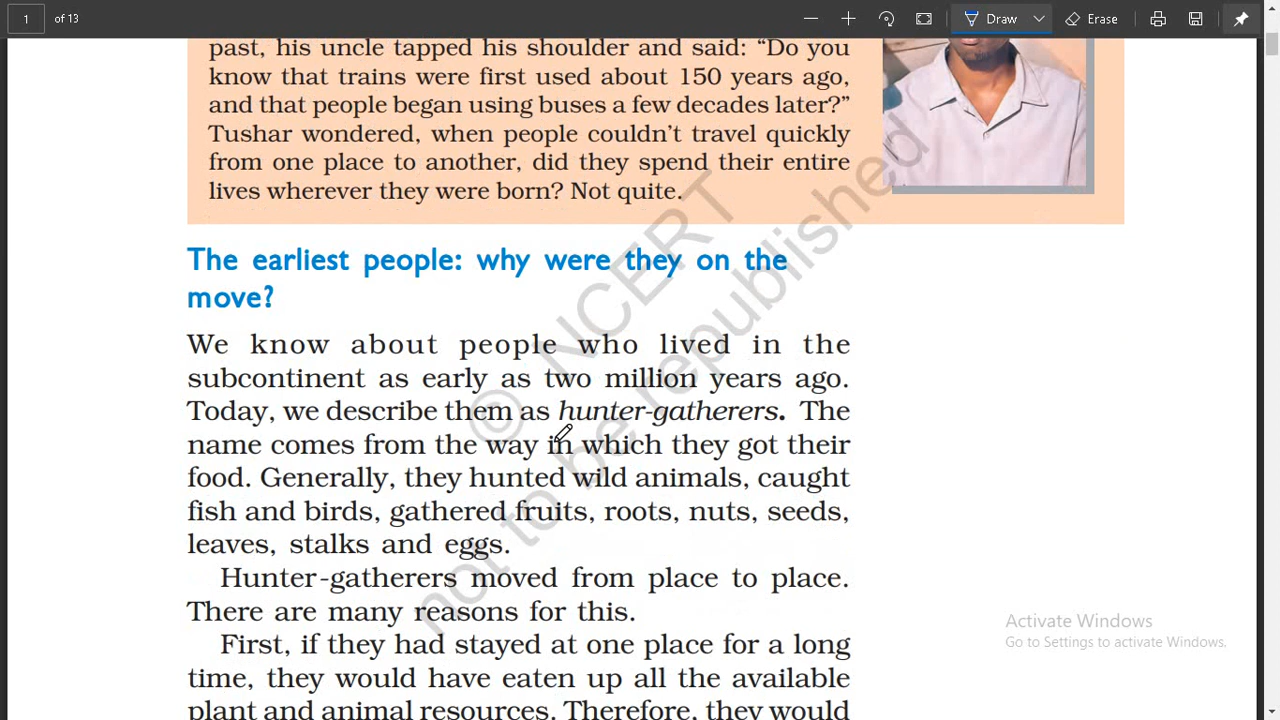 1 of 13
Draw
Erase
past, his uncle tapped his shoulder and said: “Do you
know that trains were first used about 150 years ago,
and that people began using buses a few decades later?”
Tushar wondered, when people couldn’t travel quickly
from one place to another, did they spend their entire
lives wherever they were born? Not quite.
The earliest people: why were they on the
move?
We know about people who lived in the
subcontinent as early as two million years ago.
Today, we describe them as hunter-gatherers. The
name comes from the way in which they got their
food. Generally, they hunted wild animals, caught
fish and birds, gathered fruits, roots, nuts, seeds,
leaves, stalks and eggs.
Hunter-gatherers moved from place to place.
There are many reasons for this.
First, if they had stayed at one place for a long
time, they would have eaten up all the available
plant and animal resources. Therefore, they would
© NCERT
not to be republished
Activate Windows
Go to Settings to activate Windows.